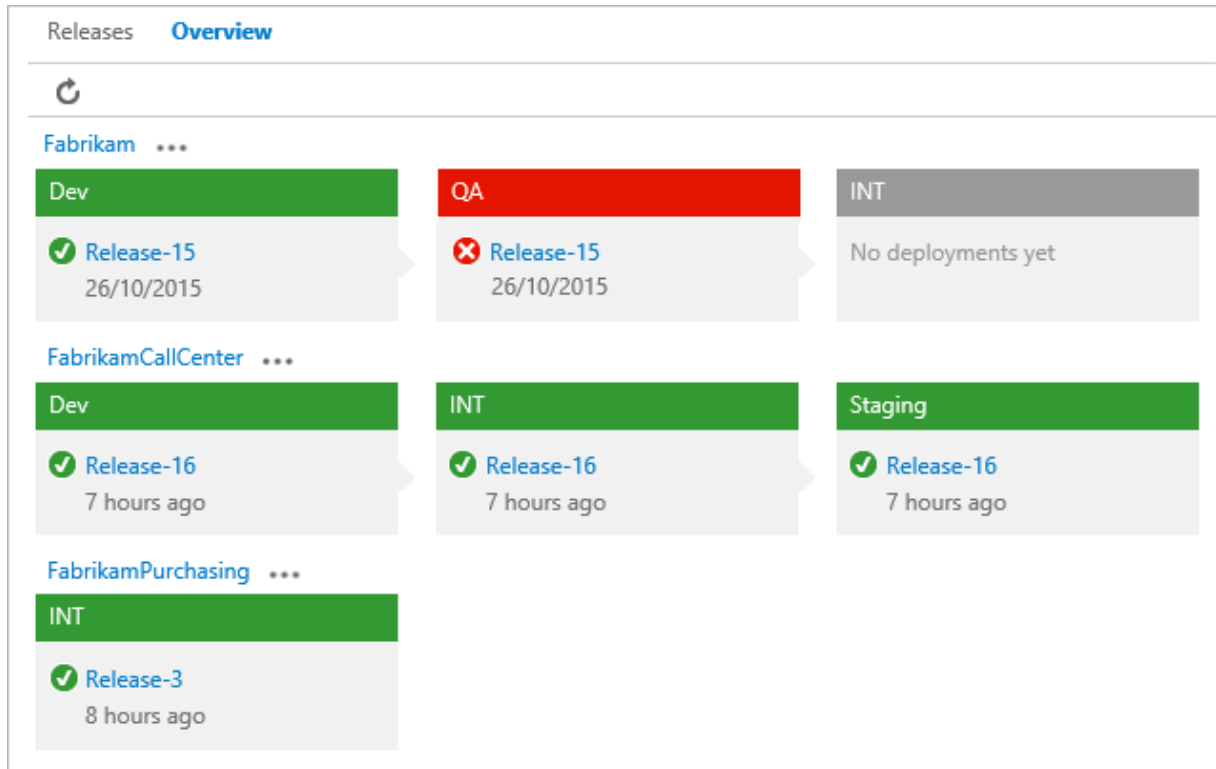 Releases Overview
Fabrikam ...
Dev QA INT
Release-15 Release-15 No deployments yet
26/10/2015 26/10/2015
FabrikamCallCenter ...
Dev INT Staging
Release-16 Release-16 Release-16
7 hours ago 7 hours ago 7 hours ago
FabrikamPurchasing ...
INT
Release-3
8 hours ago